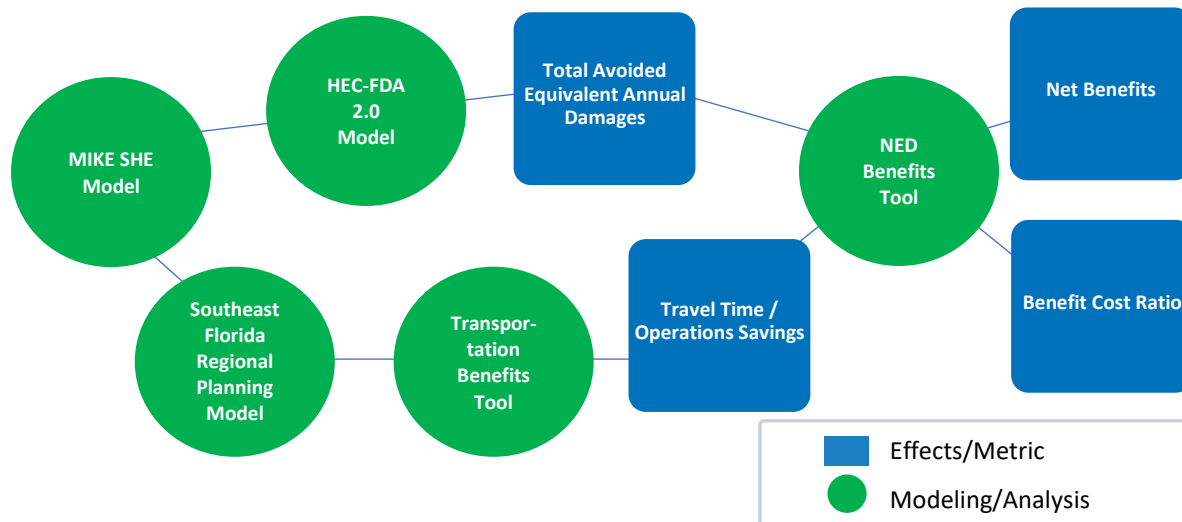 MIKE SHE
Model
HEC-FDA
2.0
Model
Total Avoided
Equivalent Annual
Damages
NED
Benefits
Tool
Net Benefits
Southeast
Florida
Regional
Planning
Model
Transpor-
tation
Benefits
Tool
Travel Time /
Operations Savings
Benefit Cost Ratio
Effects/Metric
Modeling/Analysis